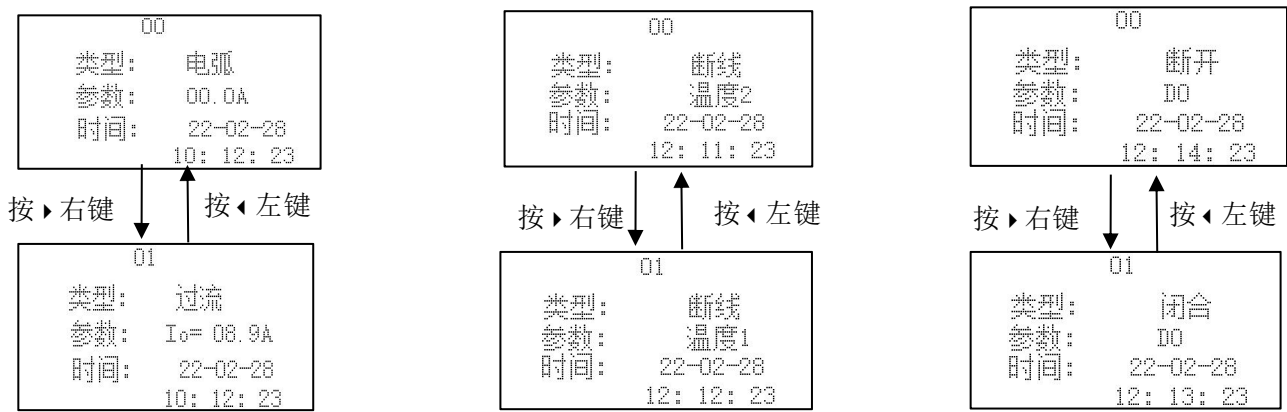 00
类型: 电弧
参数: 00.0A
时间: 22-02-28
10: 12: 23
按▶右键 按◀左键
01
类型: 过流
参数: Io= 08.9A
时间: 22-02-28
10: 12: 23
00
类型: 断线
参数: 温度2
时间: 22-02-28
12: 11: 23
按▶右键 按◀左键
01
类型: 断线
参数: 温度1
时间: 22-02-28
12: 12: 23
00
类型: 断开
参数: DO
时间: 22-02-28
12: 14: 23
按▶右键 按◀左键
01
类型: 闭合
参数: DO
时间: 22-02-28
12: 13: 23